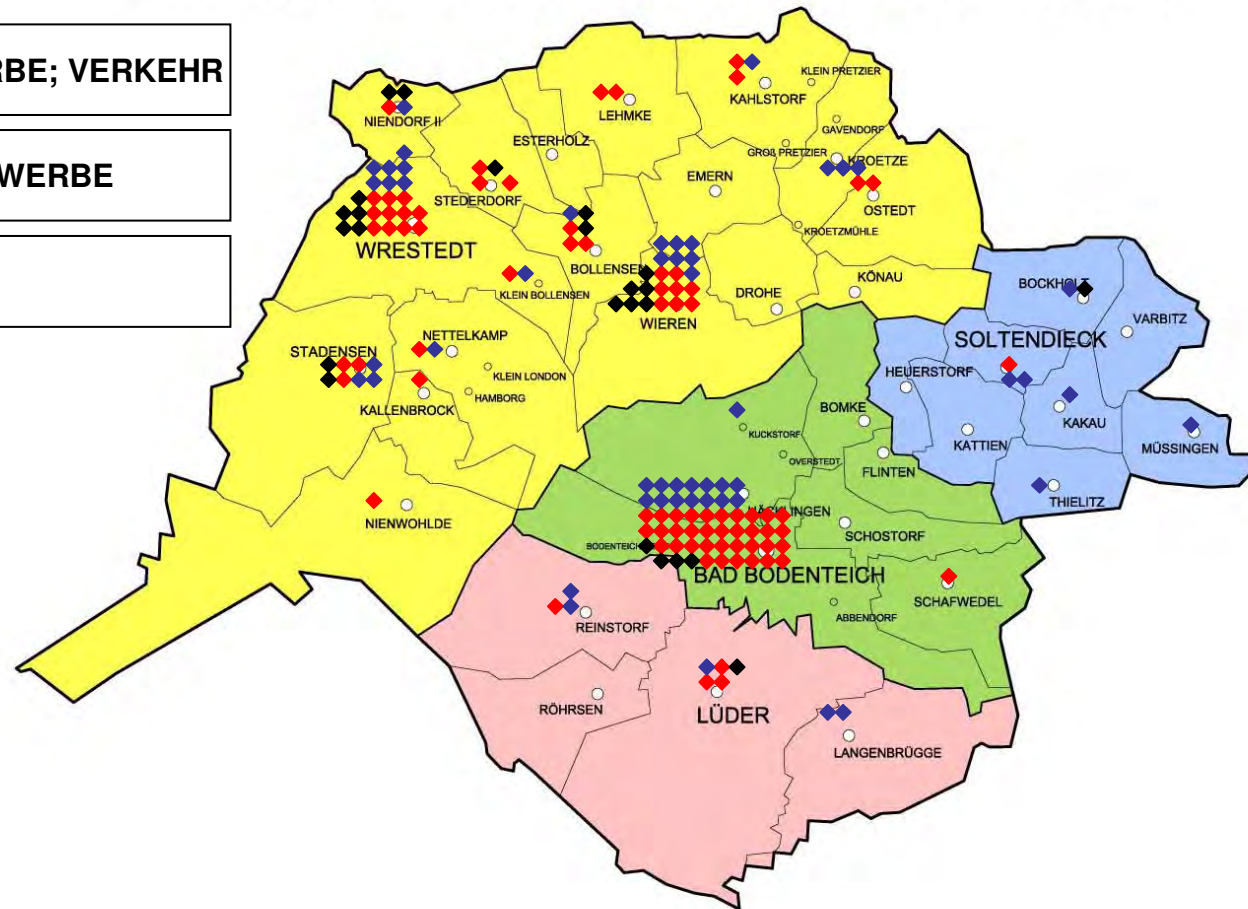 RBE; VERKEHR
WERBE
KLEIN PRETZIER
KAHLSTORF
LEHMKE
NIENDORF II
GAVENDORF
ESTERHOLZ
GROß PRETZIER
KROETZE
EMERN
STEDERDORF
OSTEDT
KROETZMÜHLE
WRESTEDT
BOLLENSEN
KÖNAU
BOCKHOLT
KLEIN BOLLENSEN
DROHE
VARBITZ
WIEREN
NETTELKAMP
SOLTENDIECK
STADENSEN
KLEIN LONDON
HEUERSTORF
HAMBORG
KALLENBROCK
BOMKE
KAKAU
KUCKSTORF
KATTIEN
MÜSSINGEN
OVERSTEDT
FLINTEN
THIELITZ
HÄCKLINGEN
NIENWOHLDE
SCHOSTORF
BODENTEICH
BAD BODENTEICH
SCHAFWEDEL
ABBENDORF
REINSTORF
RÖHRSEN
LÜDER
LANGENBRÜGGE